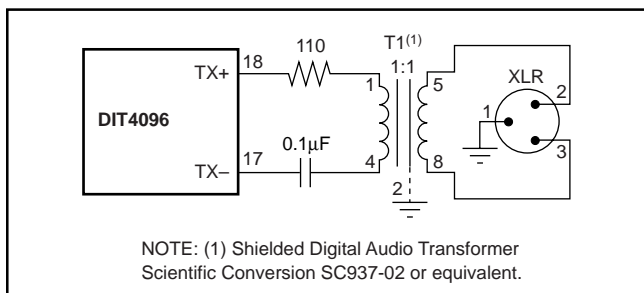 18 110 T1(1)
TX+ 1 1:1 5 XLR
2
1
DIT4096
0.1μF 3
17 4 8
TX–
2
NOTE: (1) Shielded Digital Audio Transformer
Scientific Conversion SC937-02 or equivalent.